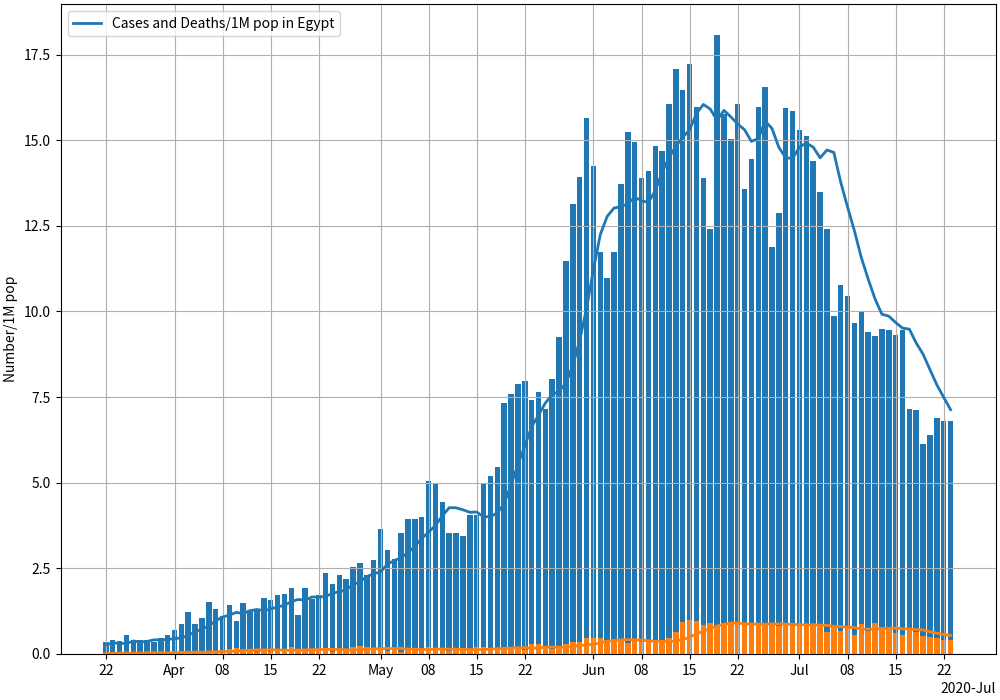 Cases and Deaths/1M pop in Egypt
17.5
15.0
12.5
10.0
7.5
5.0
2.5
0.0
Number/1M pop
22 Apr 08 15 22 May 08 15 22 Jun 08 15 22 Jul 08 15 22
2020-Jul